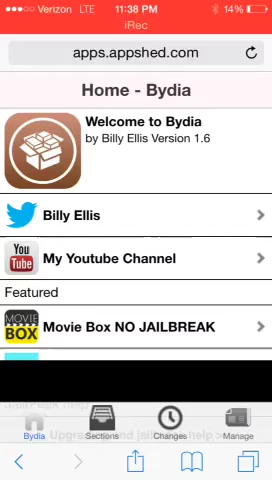 Verizon LTE 11:38 PM 14%
iRec
apps.appshed.com
Home - Bydia
Welcome to Bydia
by Billy Ellis Version 1.6
Billy Ellis
You Tube
My Youtube Channel
Featured
MOVIE BOX
Movie Box NO JAILBREAK
Bydia Sections Changes Manage